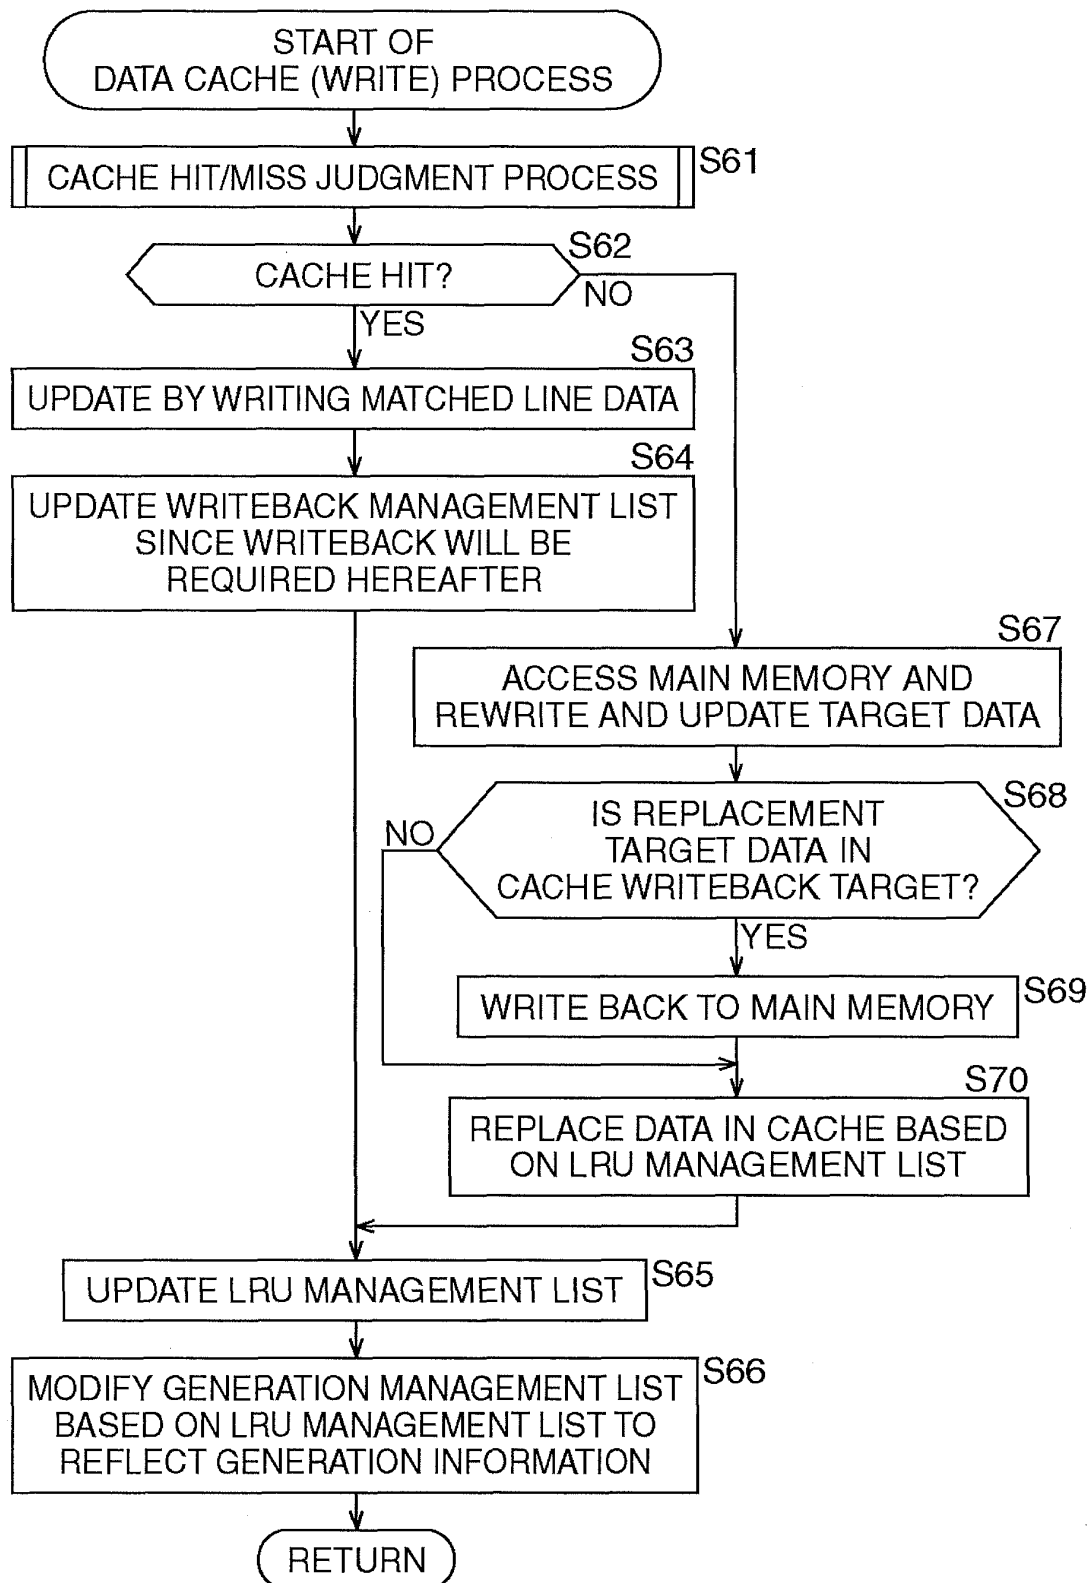 START OF
DATA CACHE (WRITE) PROCESS
CACHE HIT/MISS JUDGMENT PROCESS
S61
S62
CACHE HIT?
NO
YES
S63
UPDATE BY WRITING MATCHED LINE DATA
S64
UPDATE WRITEBACK MANAGEMENT LIST
SINCE WRITEBACK WILL BE
REQUIRED HEREAFTER
S67
ACCESS MAIN MEMORY AND
REWRITE AND UPDATE TARGET DATA
S68
IS REPLACEMENT
TARGET DATA IN
CACHE WRITEBACK TARGET?
NO
YES
S69
WRITE BACK TO MAIN MEMORY
S70
REPLACE DATA IN CACHE BASED
ON LRU MANAGEMENT LIST
UPDATE LRU MANAGEMENT LIST
S65
MODIFY GENERATION MANAGEMENT LIST
BASED ON LRU MANAGEMENT LIST TO
REFLECT GENERATION INFORMATION
S66
RETURN